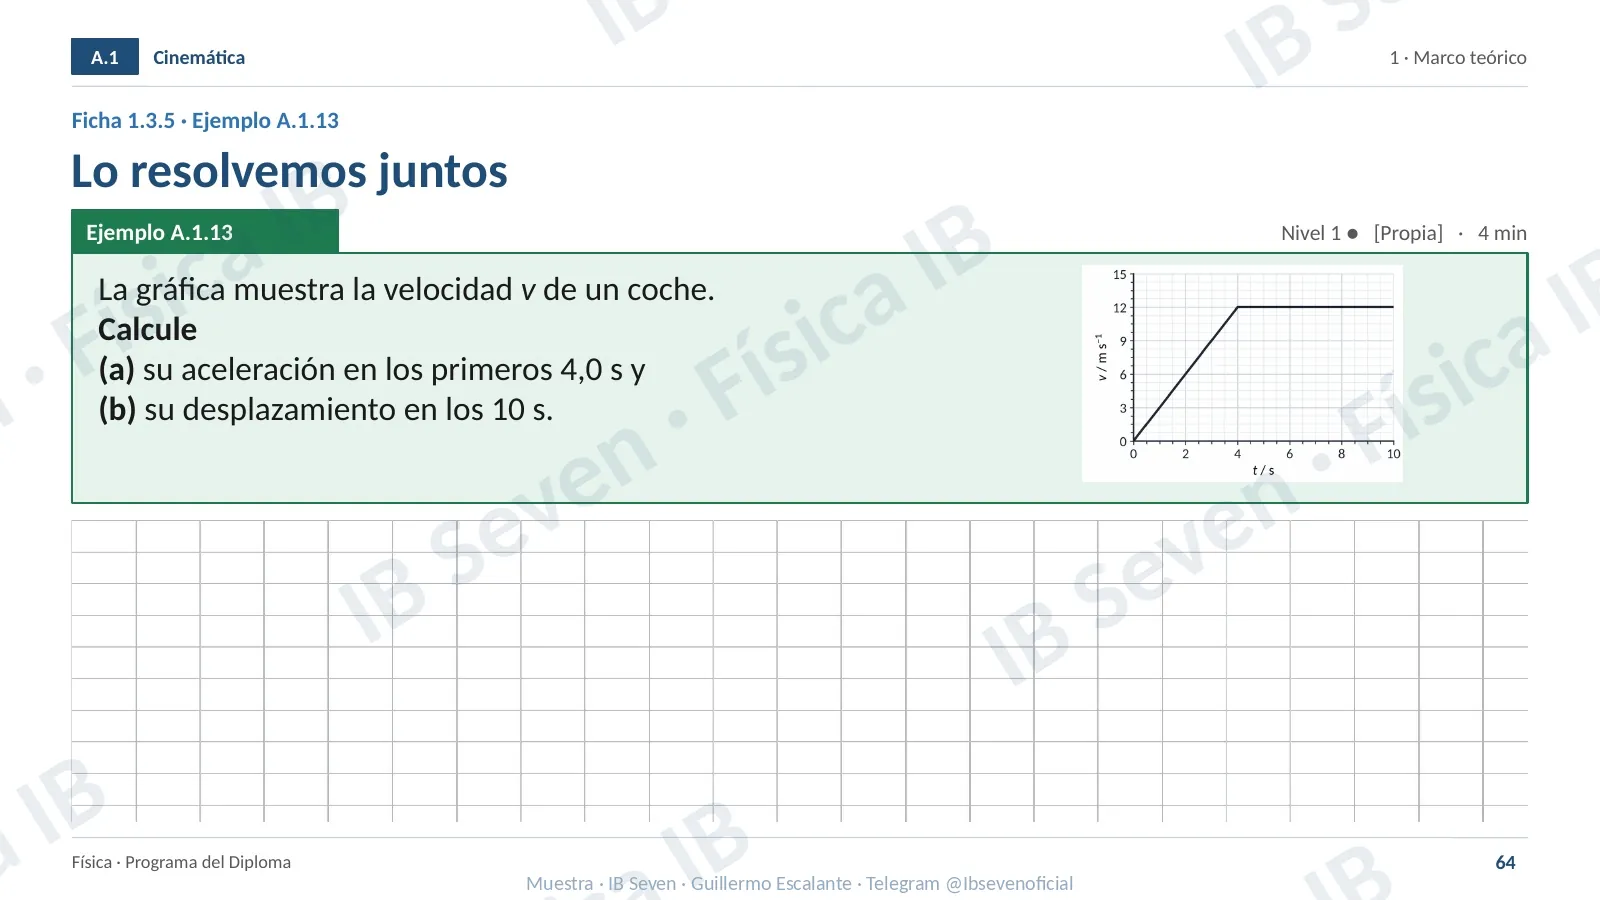 A.1 Cinemática
1 · Marco teórico
Ficha 1.3.5 · Ejemplo A.1.13
Lo resolvemos juntos
Ejemplo A.1.13
Nivel 1 ● [Propia] · 4 min
La gráfica muestra la velocidad v de un coche.
Calcule
(a) su aceleración en los primeros 4,0 s y
(b) su desplazamiento en los 10 s.
15
12
9
6
3
0
v / m s⁻¹
0 2 4 6 8 10
t / s
IB Seven · Física IB
IB Seven · Física IB
Física · Programa del Diploma
64
Muestra · IB Seven · Guillermo Escalante · Telegram @Ibsevenoficial